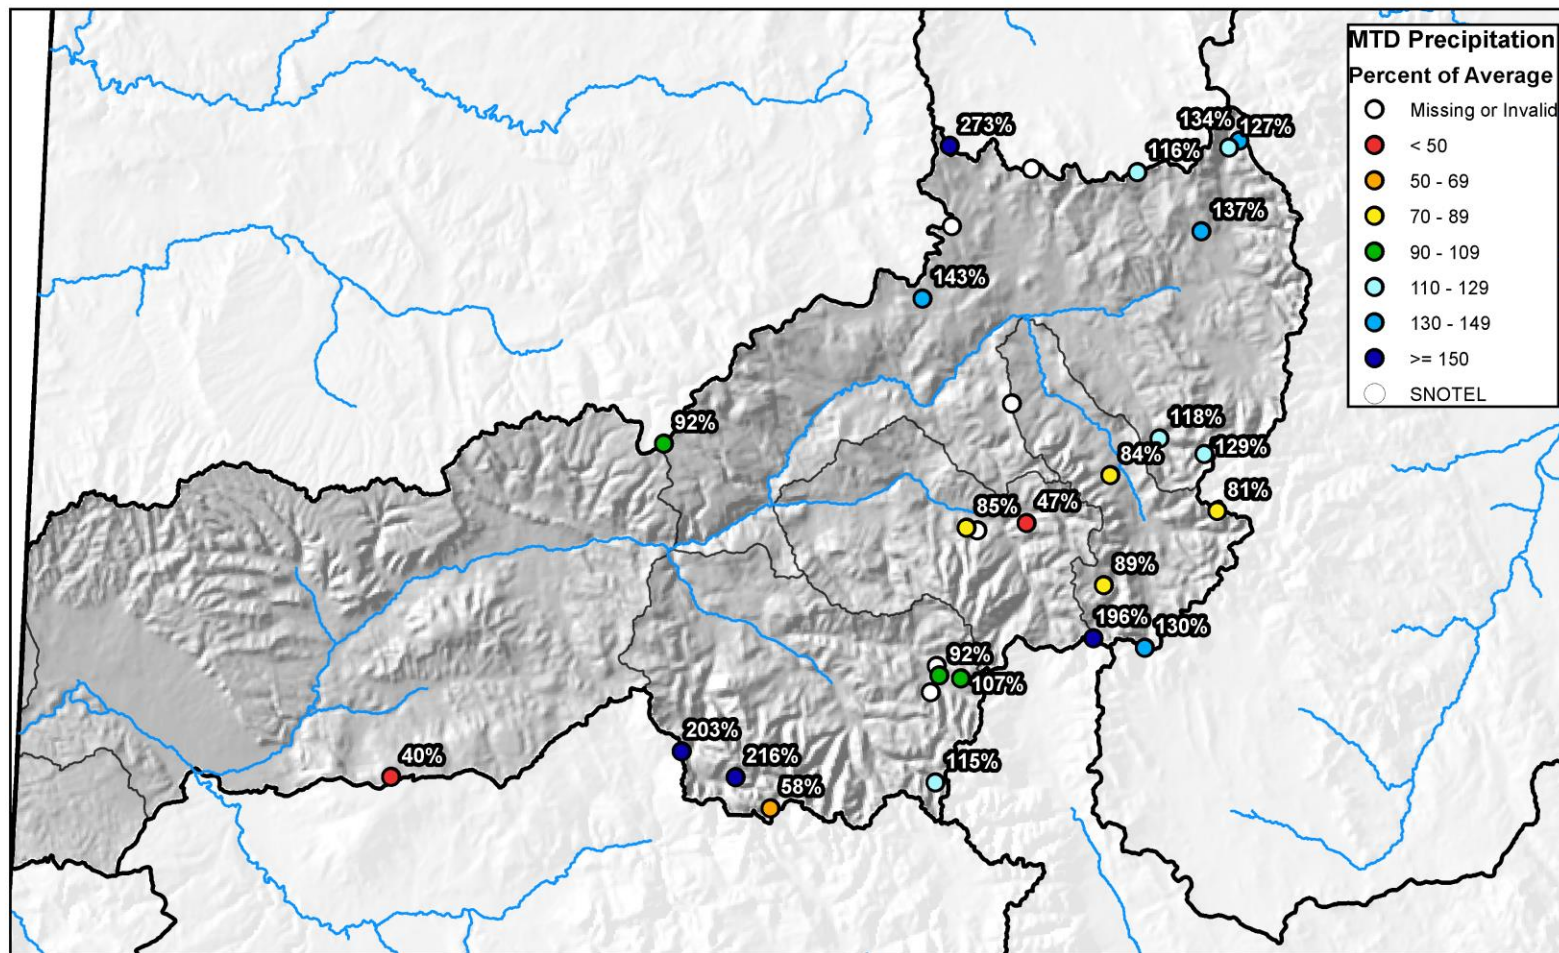 MTD Precipitation
Percent of Average
Missing or Invalid
< 50
50 - 69
70 - 89
90 - 109
110 - 129
130 - 149
>= 150
SNOTEL
273%
134%
127%
116%
137%
143%
92%
118%
129%
84%
81%
85%
47%
89%
196%
130%
92%
107%
203%
216%
40%
58%
115%